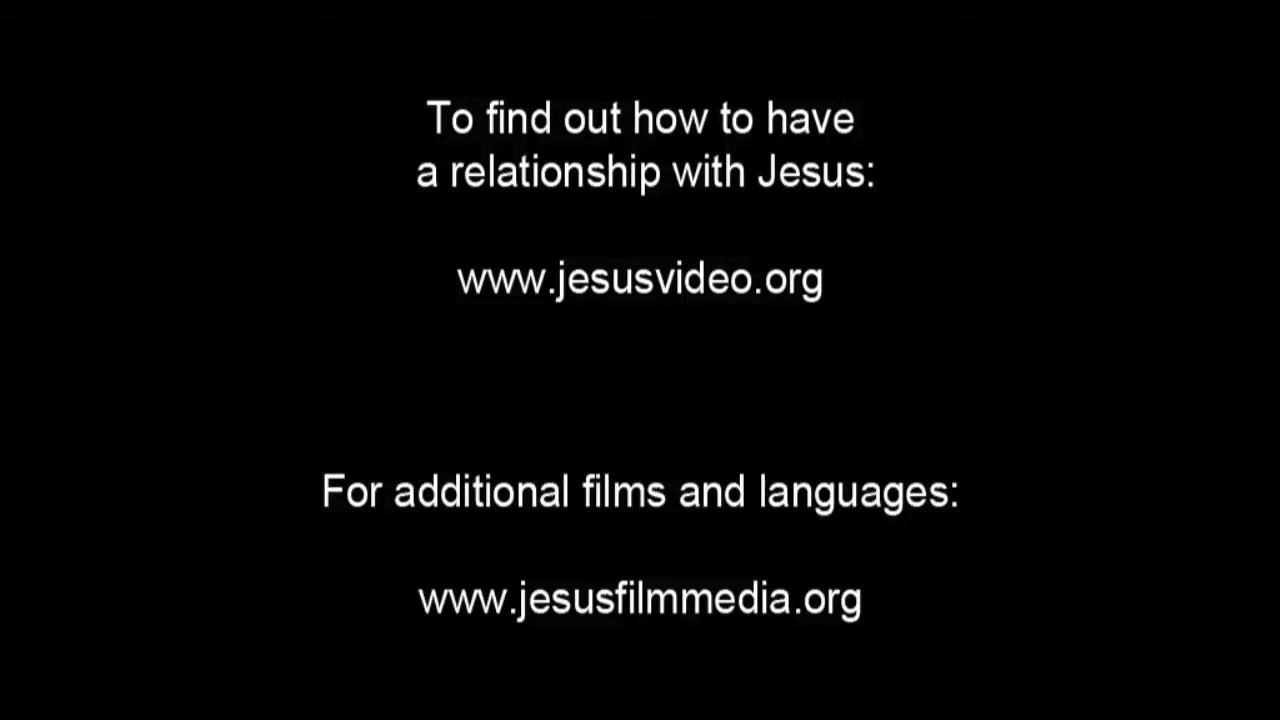 To find out how to have
a relationship with Jesus:
www.jesusvideo.org
For additional films and languages:
www.jesusfilmmedia.org